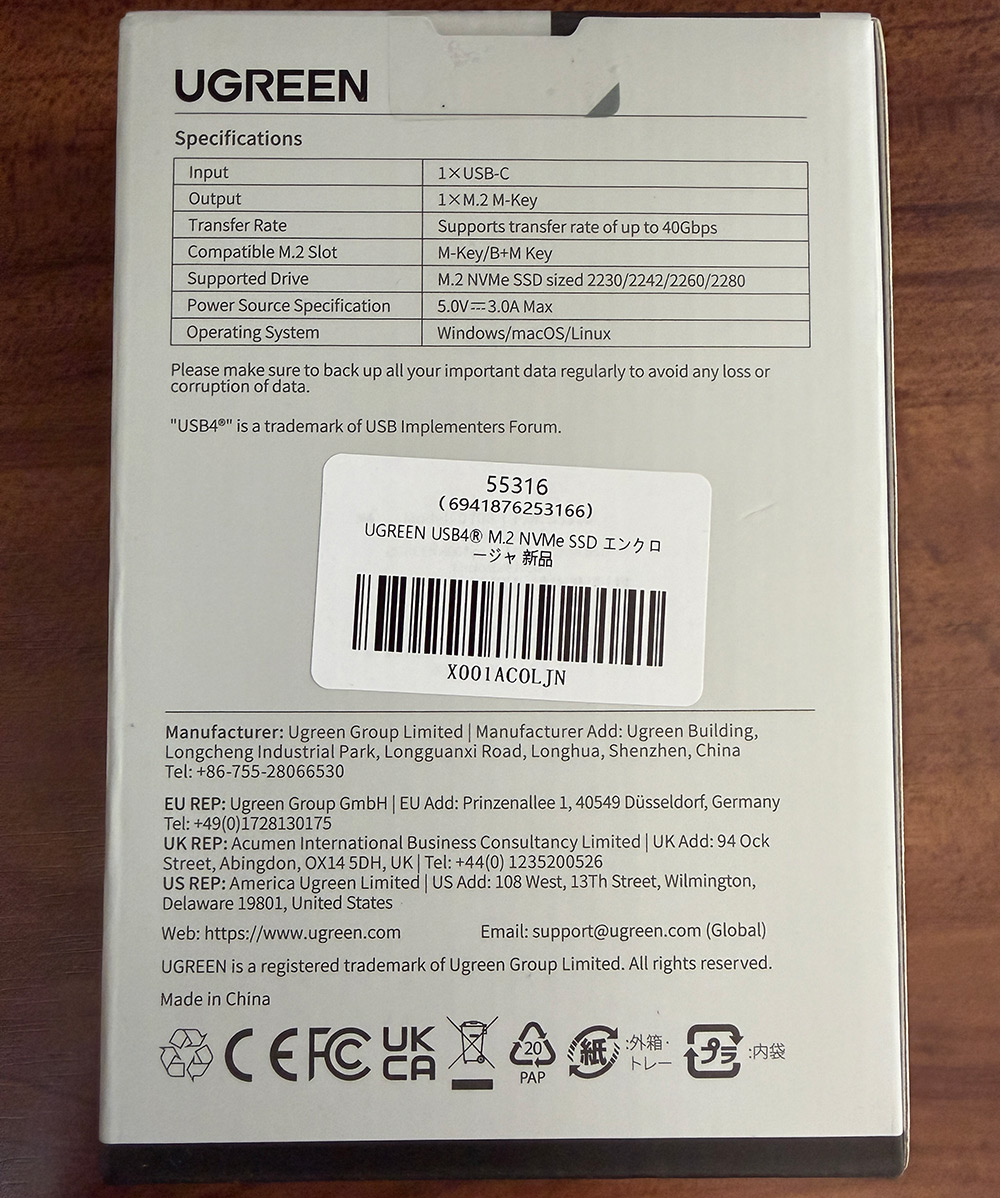 UGREEN
Specifications
Input 1×USB-C
Output 1×M.2 M-Key
Transfer Rate Supports transfer rate of up to 40Gbps
Compatible M.2 Slot M-Key/B+M Key
Supported Drive M.2 NVMe SSD sized 2230/2242/2260/2280
Power Source Specification 5.0V⎓3.0A Max
Operating System Windows/macOS/Linux
Please make sure to back up all your important data regularly to avoid any loss or
corruption of data.
"USB4®" is a trademark of USB Implementers Forum.
55316
(6941876253166)
UGREEN USB4® M.2 NVMe SSD エンクロ
ージャ 新品
X001ACOLJN
Manufacturer: Ugreen Group Limited | Manufacturer Add: Ugreen Building,
Longcheng Industrial Park, Longguanxi Road, Longhua, Shenzhen, China
Tel: +86-755-28066530
EU REP: Ugreen Group GmbH | EU Add: Prinzenallee 1, 40549 Düsseldorf, Germany
Tel: +49(0)1728130175
UK REP: Acumen International Business Consultancy Limited | UK Add: 94 Ock
Street, Abingdon, OX14 5DH, UK | Tel: +44(0) 1235200526
US REP: America Ugreen Limited | US Add: 108 West, 13Th Street, Wilmington,
Delaware 19801, United States
Web: https://www.ugreen.com Email: support@ugreen.com (Global)
UGREEN is a registered trademark of Ugreen Group Limited. All rights reserved.
Made in China
CE FC UK CA 20 PAP 紙 :外箱・トレー プラ :内袋